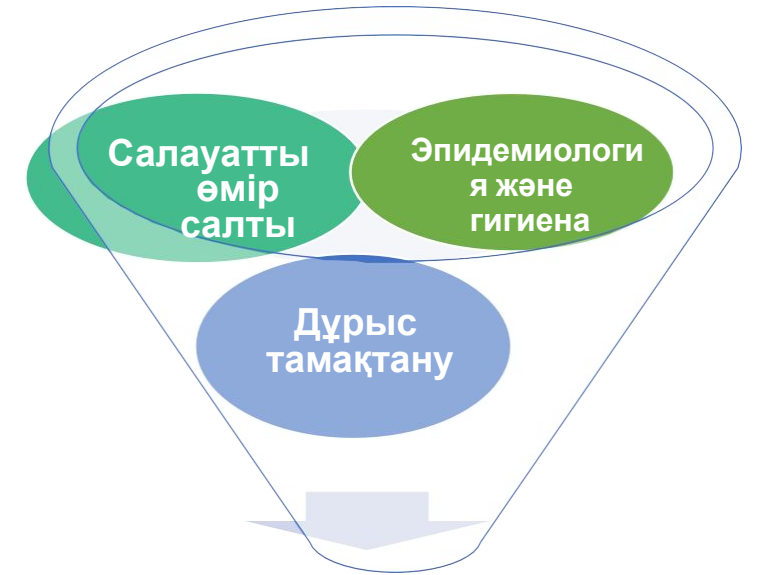 Салауатты
өмір
салты
Эпидемиологи
я және
гигиена
Дұрыс
тамақтану